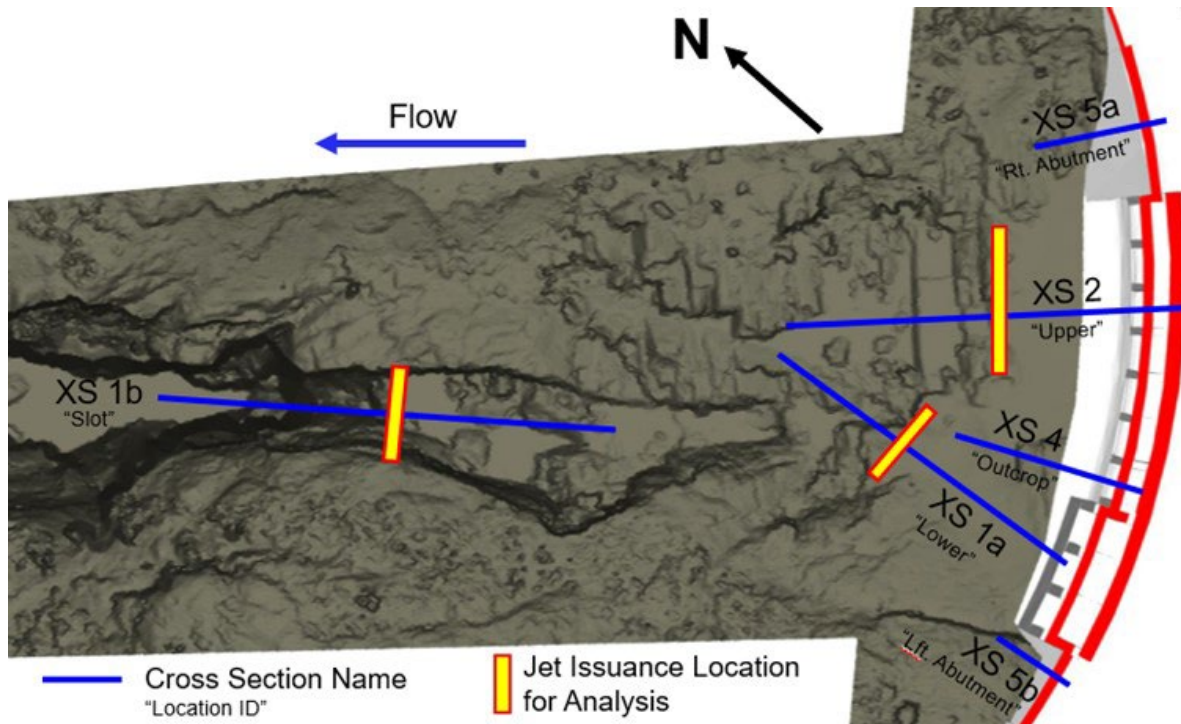 N
Flow
XS 5a
"Rt. Abutment"
XS 2
"Upper"
XS 1b
"Slot"
XS 4
"Outcrop"
XS 1a
"Lower"
XS 5b
"Lft. Abutment"
Cross Section Name
"Location ID"
Jet Issuance Location
for Analysis